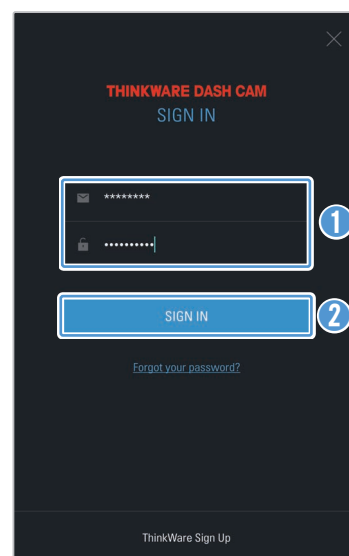 THINKWARE DASH CAM
SIGN IN
********
••••••••••
1
SIGN IN
2
Forgot your password?
ThinkWare Sign Up